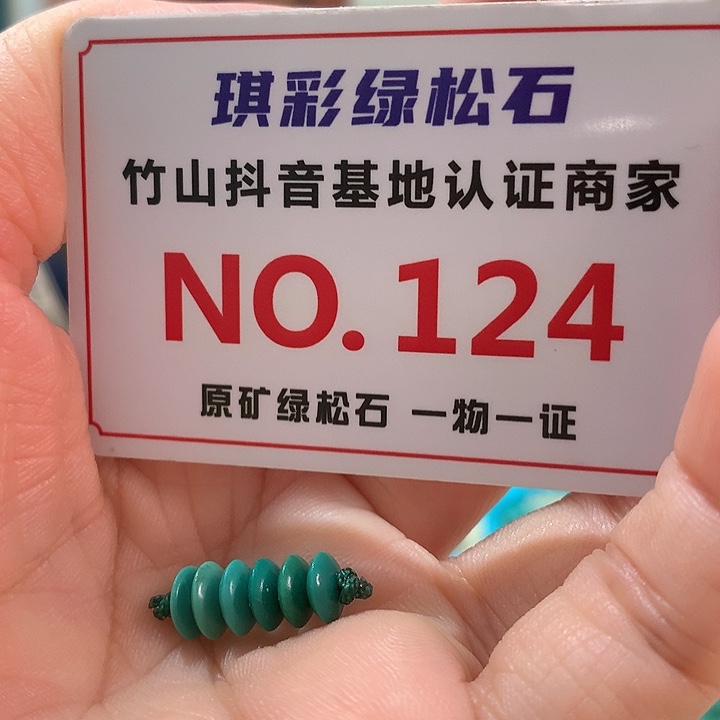 琪彩绿松石
竹山抖音基地认证商家
NO.124
原矿绿松石 一物一证